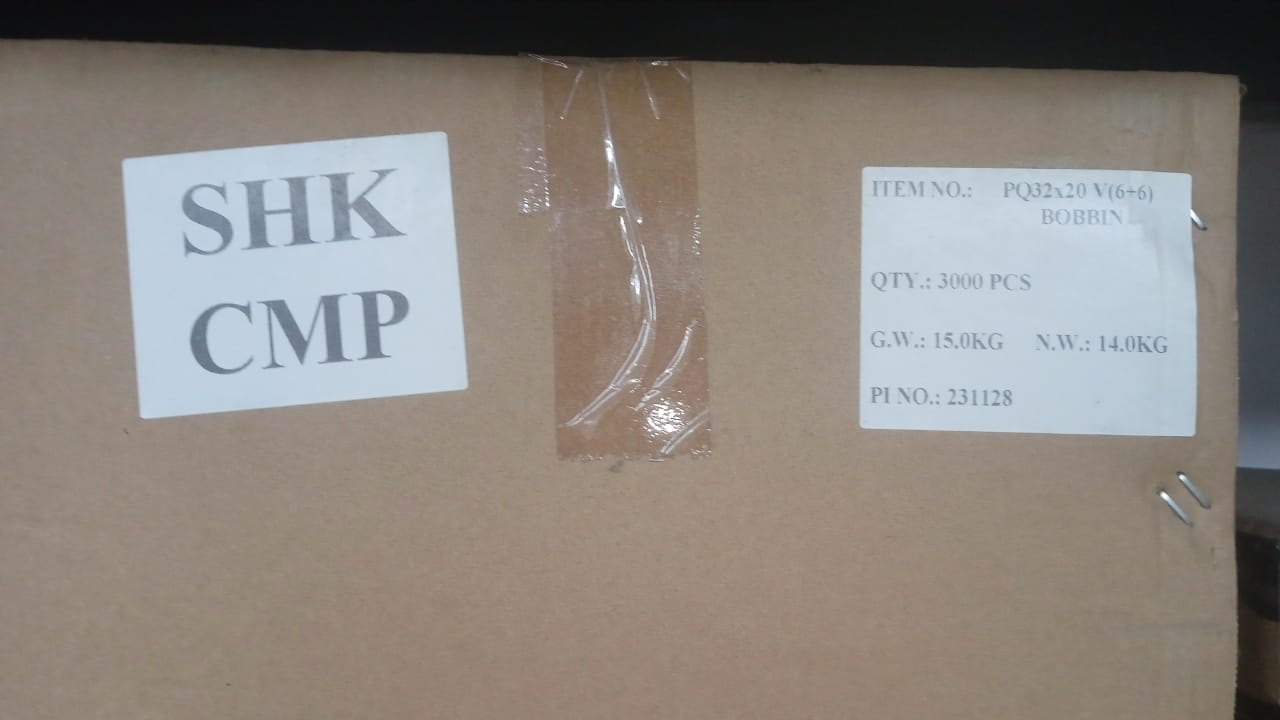 SHK
CMP
ITEM NO.: PQ32x20 V(6+6)
BOBBIN
QTY.: 3000 PCS
G.W.: 15.0KG N.W.: 14.0KG
PI NO.: 231128